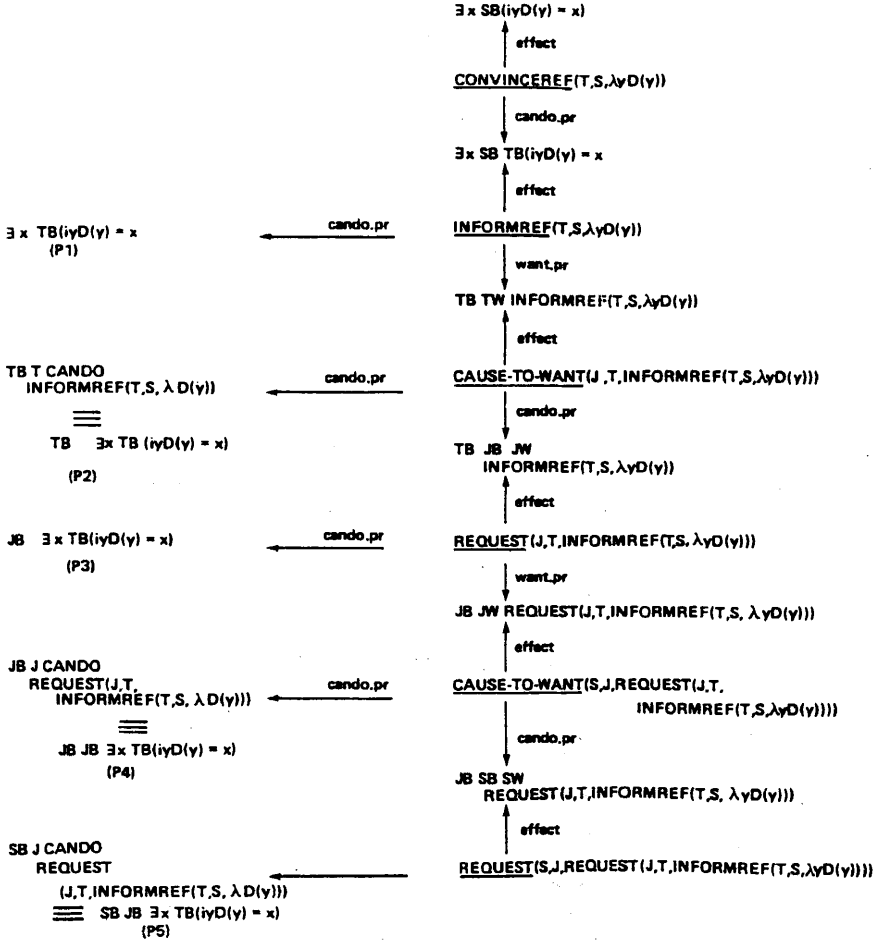 ∃x SB(iyD(y) = x)
effect
CONVINCEREF(T,S,λyD(y))
cando.pr
∃x SB TB(iyD(y) = x
effect
∃x TB(iyD(y) = x
(P1)
cando.pr
INFORMREF(T,S,λyD(y))
want.pr
TB TW INFORMREF(T,S,λyD(y))
effect
TB T CANDO
INFORMREF(T,S, λ D(y))
≡
TB ∃x TB (iyD(y) = x)
(P2)
cando.pr
CAUSE-TO-WANT(J ,T,INFORMREF(T,S,λyD(y)))
cando.pr
TB JB JW
INFORMREF(T,S,λyD(y))
effect
JB ∃x TB(iyD(y) = x)
(P3)
cando.pr
REQUEST(J,T,INFORMREF(T,S, λyD(y)))
want.pr
JB JW REQUEST(J,T,INFORMREF(T,S, λyD(y)))
effect
JB J CANDO
REQUEST(J,T,
INFORMREF(T,S, λ D(y)))
≡
JB JB ∃x TB(iyD(y) = x)
(P4)
cando.pr
CAUSE-TO-WANT(S,J,REQUEST(J,T,
INFORMREF(T,S,λyD(y))))
cando.pr
JB SB SW
REQUEST(J,T,INFORMREF(T,S, λyD(y)))
effect
SB J CANDO
REQUEST
(J,T,INFORMREF(T,S, λ D(y)))
≡ SB JB ∃x TB(iyD(y) = x)
(P5)
REQUEST(S,J,REQUEST(J,T,INFORMREF(T,S,λyD(y))))